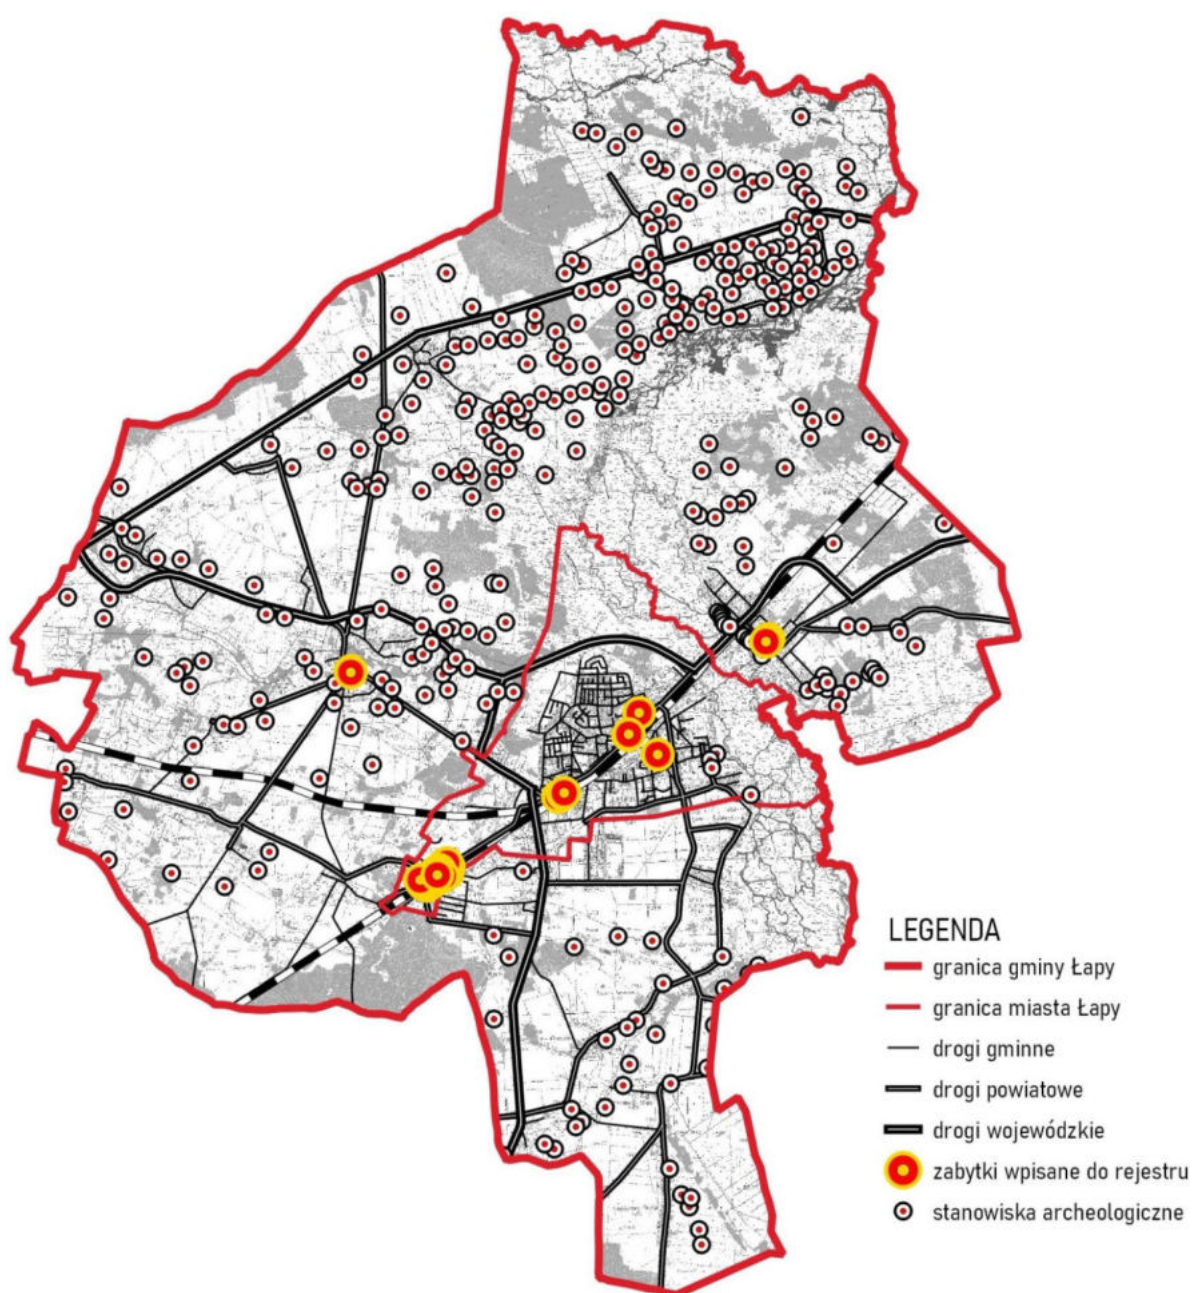 LEGENDA
granica gminy Łapy
granica miasta Łapy
drogi gminne
drogi powiatowe
drogi wojewódzkie
zabytki wpisane do rejestru
stanowiska archeologiczne